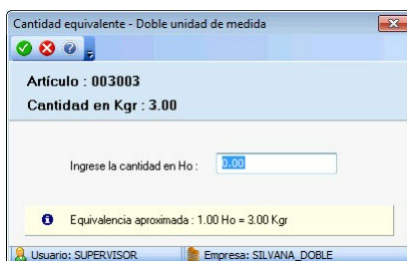 Cantidad equivalente - Doble unidad de medida
Artículo : 003003
Cantidad en Kgr : 3.00
Ingrese la cantidad en Ho :
0.00
Equivalencia aproximada : 1.00 Ho = 3.00 Kgr
Usuario: SUPERVISOR
Empresa: SILVANA_DOBLE